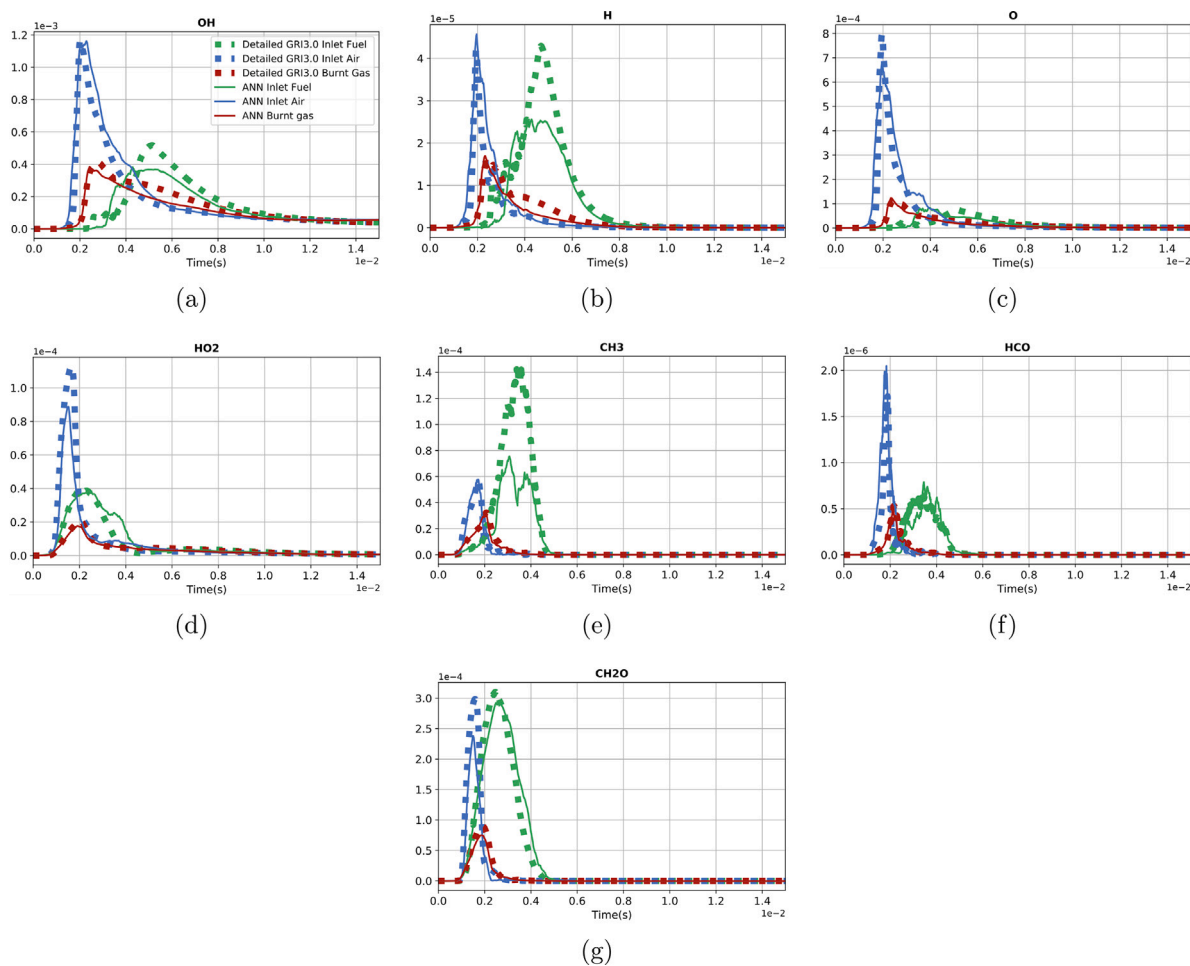 OH
1e−3
1.2
1.0
0.8
0.6
0.4
0.2
0.0
Detailed GRI3.0 Inlet Fuel
Detailed GRI3.0 Inlet Air
Detailed GRI3.0 Burnt Gas
ANN Inlet Fuel
ANN Inlet Air
ANN Burnt gas
0.0 0.2 0.4 0.6 0.8 1.0 1.2 1.4
Time(s)
1e−2
(a)
H
1e−5
4
3
2
1
0
0.0 0.2 0.4 0.6 0.8 1.0 1.2 1.4
Time(s)
1e−2
(b)
O
1e−4
8
7
6
5
4
3
2
1
0
0.0 0.2 0.4 0.6 0.8 1.0 1.2 1.4
Time(s)
1e−2
(c)
HO2
1e−4
1.0
0.8
0.6
0.4
0.2
0.0
0.0 0.2 0.4 0.6 0.8 1.0 1.2 1.4
Time(s)
1e−2
(d)
CH3
1e−4
1.4
1.2
1.0
0.8
0.6
0.4
0.2
0.0
0.0 0.2 0.4 0.6 0.8 1.0 1.2 1.4
Time(s)
1e−2
(e)
HCO
1e−6
2.0
1.5
1.0
0.5
0.0
0.0 0.2 0.4 0.6 0.8 1.0 1.2 1.4
Time(s)
1e−2
(f)
CH2O
1e−4
3.0
2.5
2.0
1.5
1.0
0.5
0.0
0.0 0.2 0.4 0.6 0.8 1.0 1.2 1.4
Time(s)
1e−2
(g)